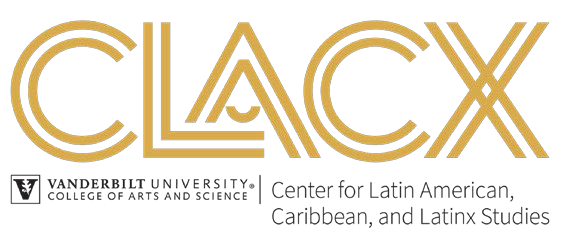 CLACX
VANDERBILT UNIVERSITY®
COLLEGE OF ARTS AND SCIENCE
Center for Latin American,
Caribbean, and Latinx Studies